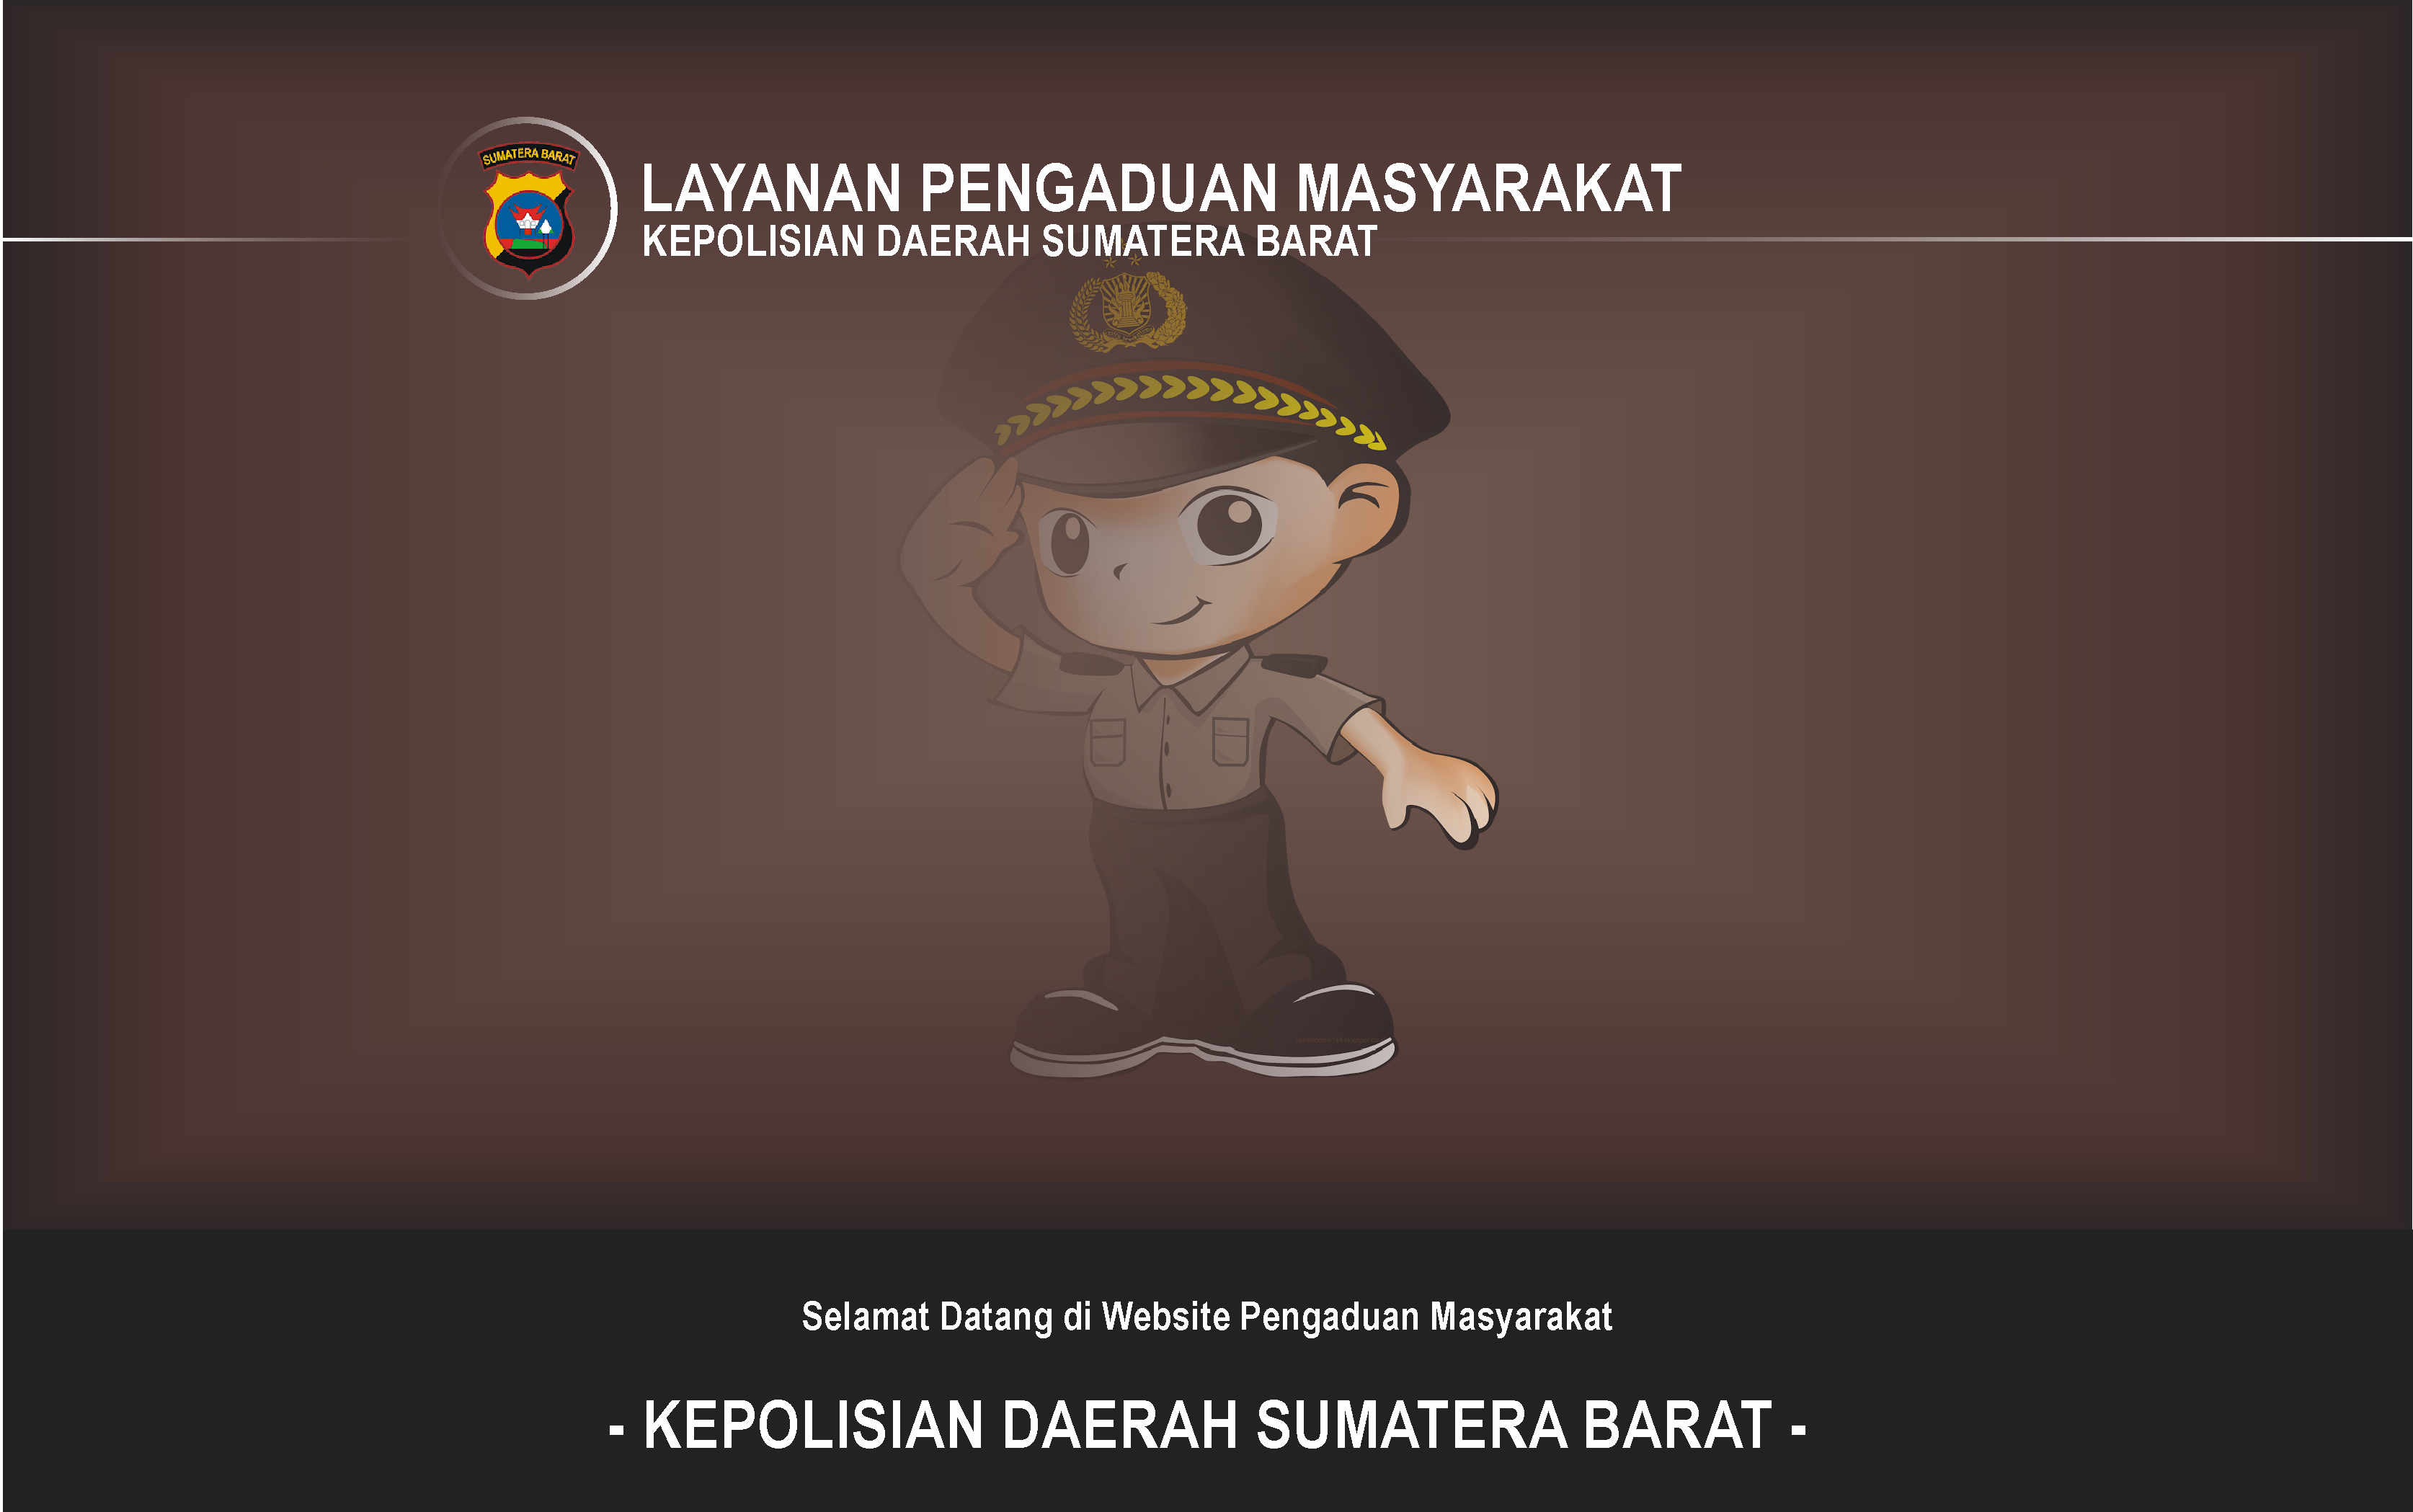 SUMATERA BARAT
LAYANAN PENGADUAN MASYARAKAT
KEPOLISIAN DAERAH SUMATERA BARAT
Selamat Datang di Website Pengaduan Masyarakat
- KEPOLISIAN DAERAH SUMATERA BARAT -